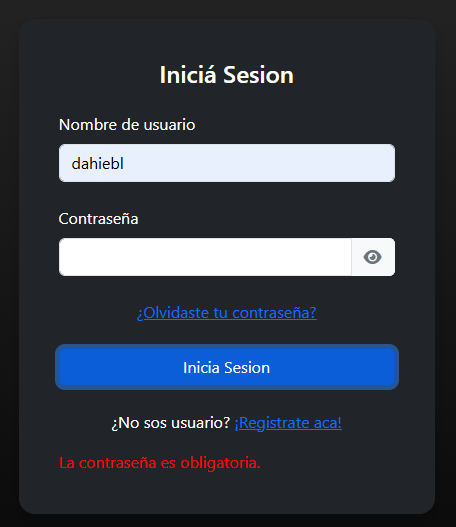 Iniciá Sesion
Nombre de usuario
dahiebl
Contraseña
¿Olvidaste tu contraseña?
Inicia Sesion
¿No sos usuario? ¡Registrate aca!
La contraseña es obligatoria.